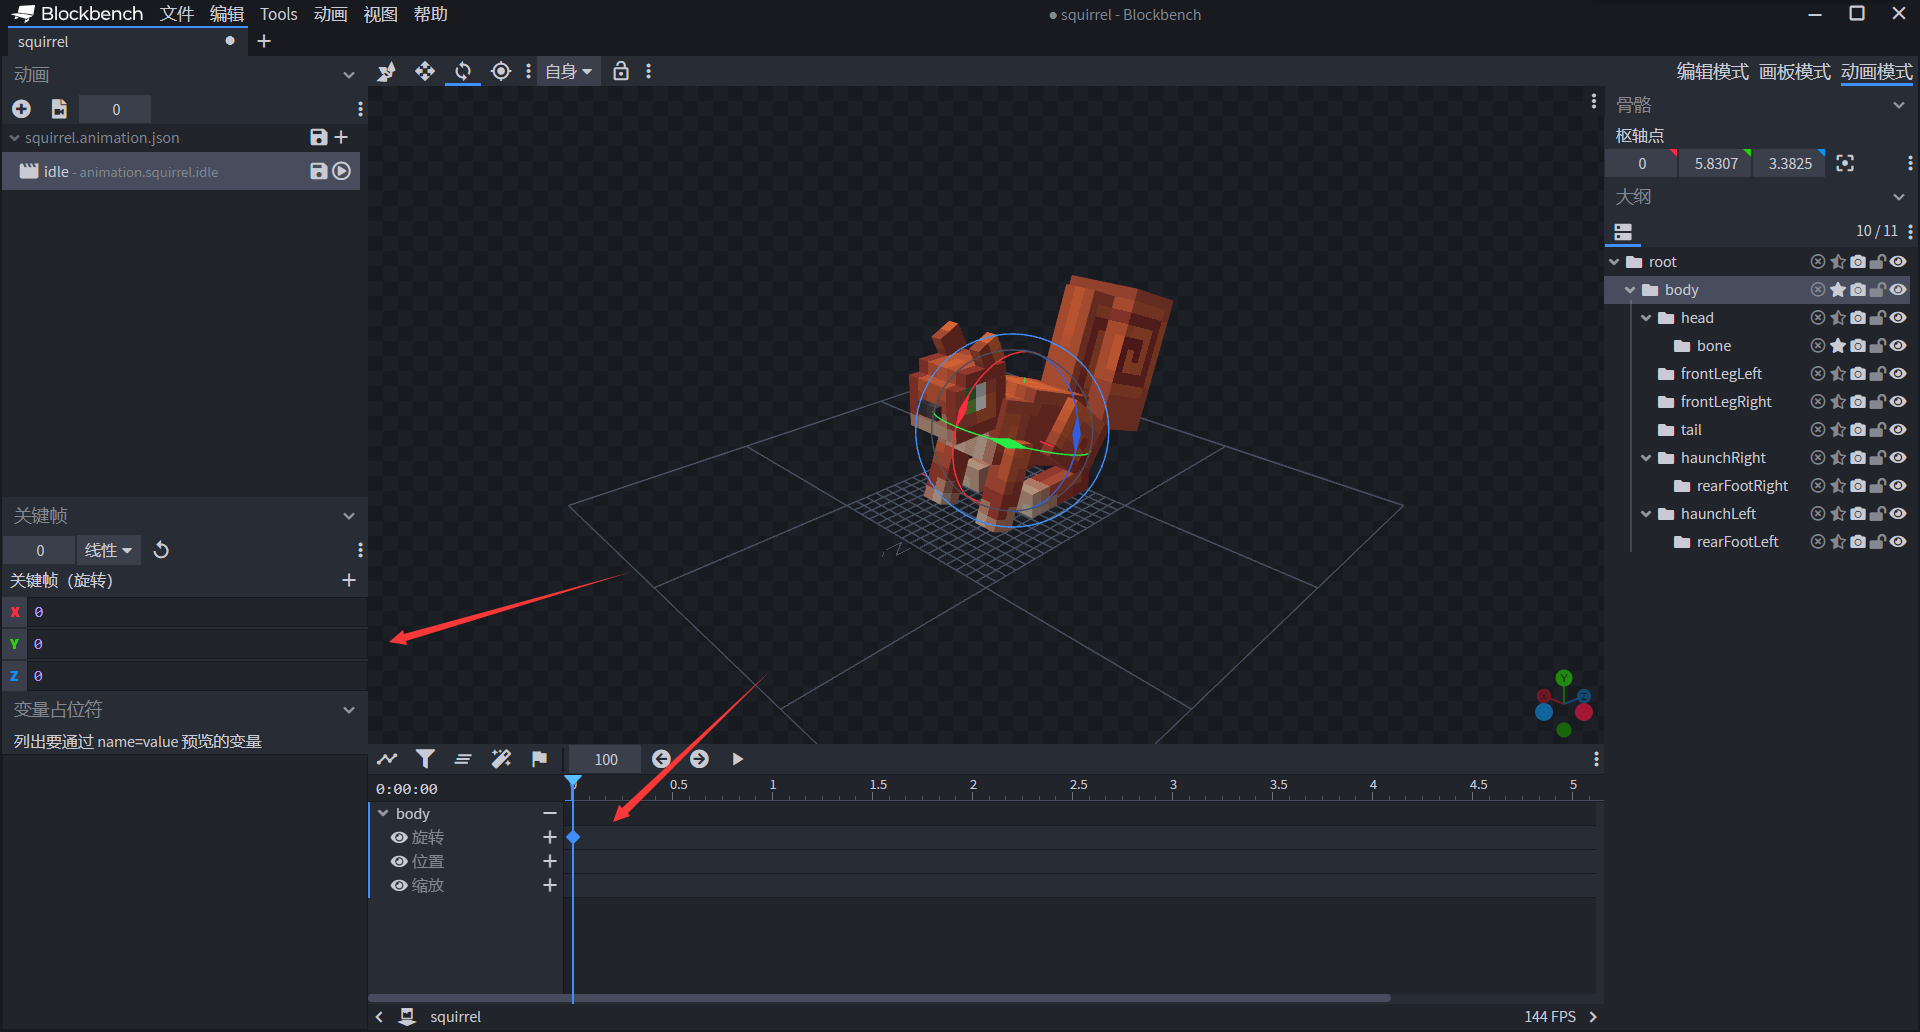 Blockbench 文件 编辑 Tools 动画 视图 帮助
squirrel - Blockbench
squirrel
动画
自身
编辑模式 画板模式 动画模式
0
squirrel.animation.json
idle - animation.squirrel.idle
骨骼
枢轴点
0 5.8307 3.3825
大纲
10 / 11
root
body
head
bone
frontLegLeft
frontLegRight
tail
haunchRight
rearFootRight
haunchLeft
rearFootLeft
关键帧
0 线性
关键帧（旋转）
X 0
Y 0
Z 0
变量占位符
列出要通过 name=value 预览的变量
Y
Z
100
0:00:00
0 0.5 1 1.5 2 2.5 3 3.5 4 4.5 5
body
旋转
位置
缩放
squirrel
144 FPS